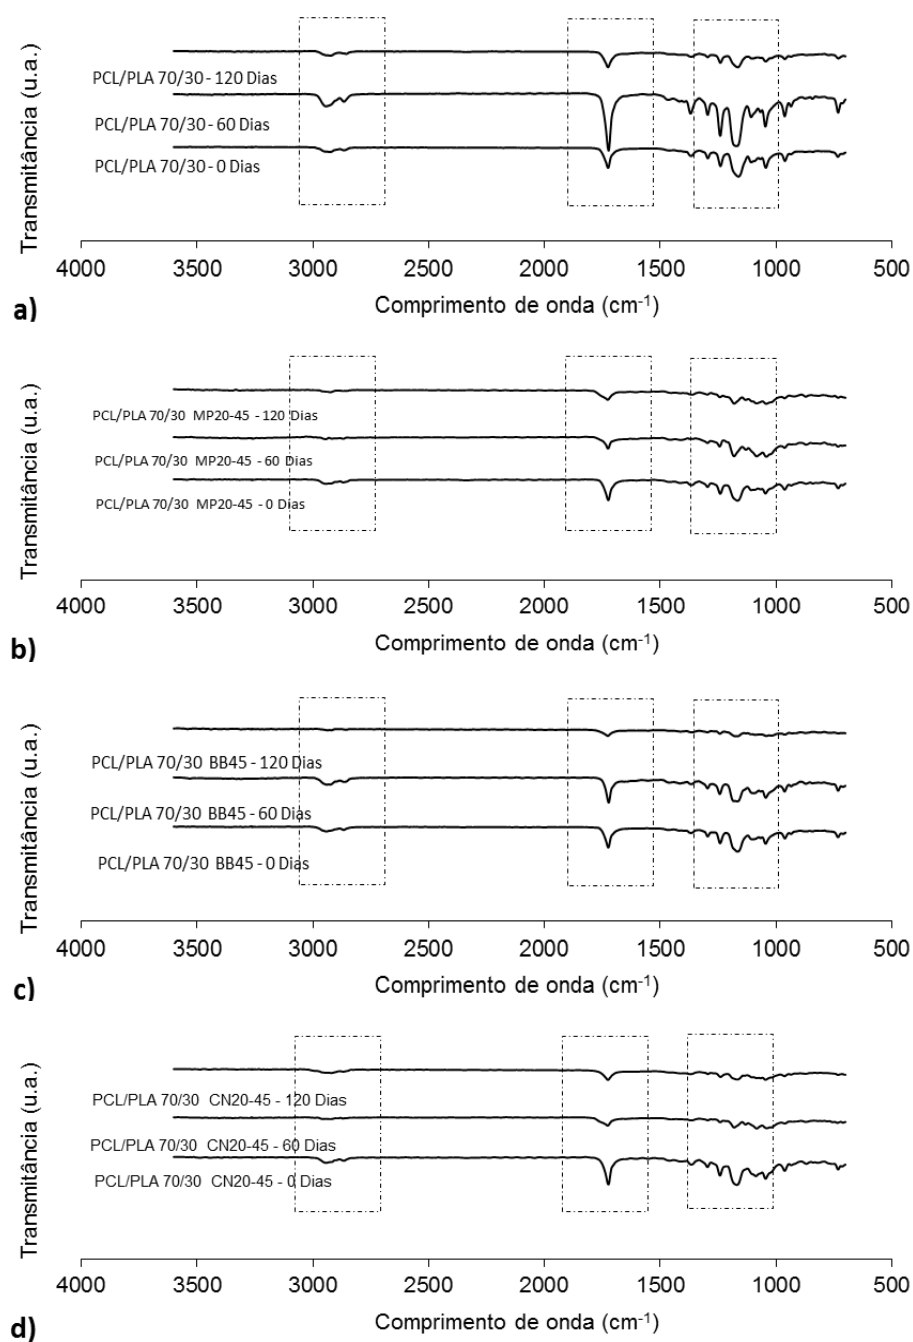 Transmitância (u.a.)
PCL/PLA 70/30 - 120 Dias
PCL/PLA 70/30 - 60 Dias
PCL/PLA 70/30 - 0 Dias
4000 3500 3000 2500 2000 1500 1000 500
Comprimento de onda (cm⁻¹)
a)
Transmitância (u.a.)
PCL/PLA 70/30 MP20-45 - 120 Dias
PCL/PLA 70/30 MP20-45 - 60 Dias
PCL/PLA 70/30 MP20-45 - 0 Dias
4000 3500 3000 2500 2000 1500 1000 500
Comprimento de onda (cm⁻¹)
b)
Transmitância (u.a.)
PCL/PLA 70/30 BB45 - 120 Dias
PCL/PLA 70/30 BB45 - 60 Dias
PCL/PLA 70/30 BB45 - 0 Dias
4000 3500 3000 2500 2000 1500 1000 500
Comprimento de onda (cm⁻¹)
c)
Transmitância (u.a.)
PCL/PLA 70/30 CN20-45 - 120 Dias
PCL/PLA 70/30 CN20-45 - 60 Dias
PCL/PLA 70/30 CN20-45 - 0 Dias
4000 3500 3000 2500 2000 1500 1000 500
Comprimento de onda (cm⁻¹)
d)